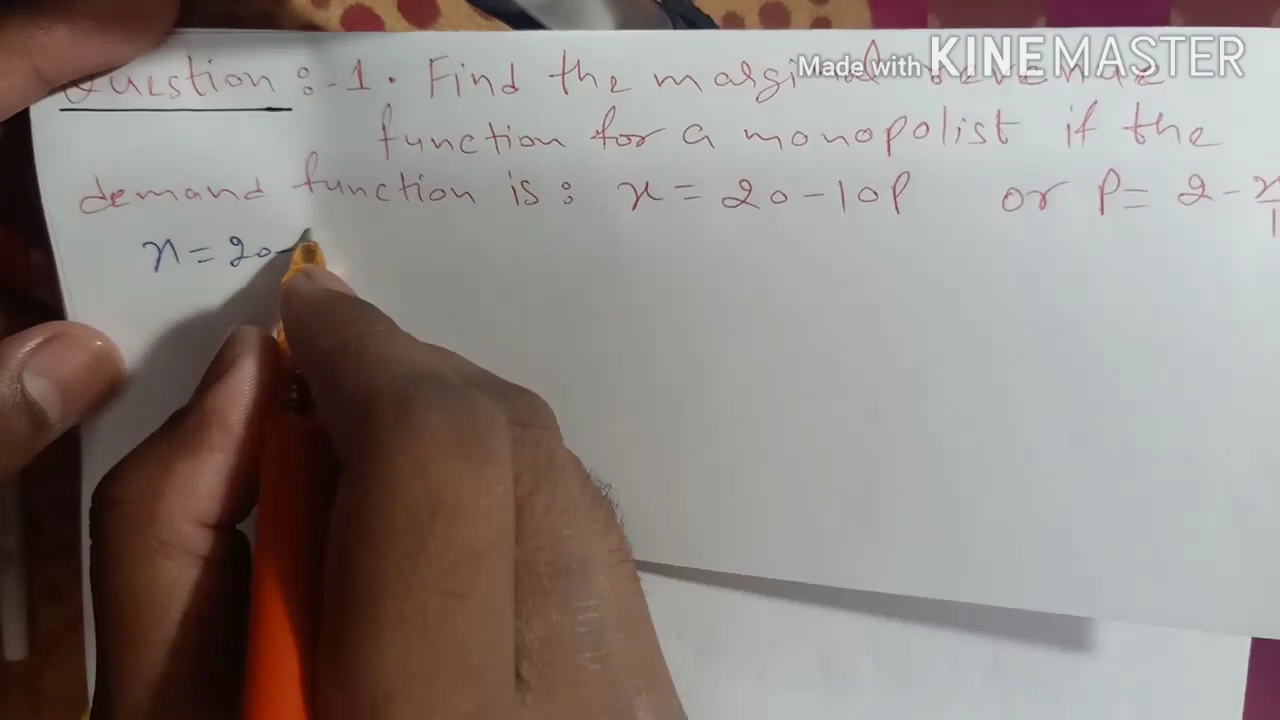 Made with KINEMASTER
Question :- 1. Find the marginal revenue
function for a monopolist if the
demand function is : x = 20 - 10P or P = 2 - x/1
x = 20 -